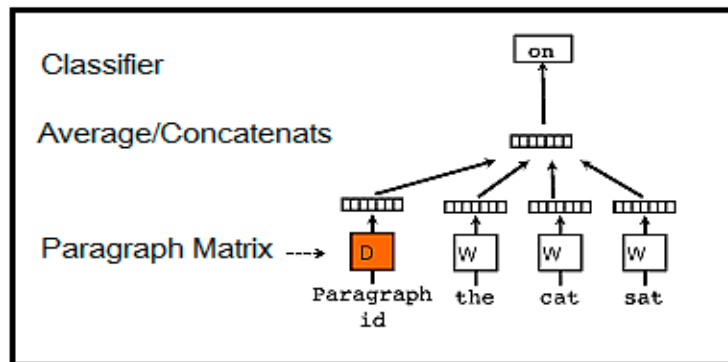 Classifier
on
Average/Concatenats
Paragraph Matrix
D
W
W
W
Paragraph
id
the
cat
sat